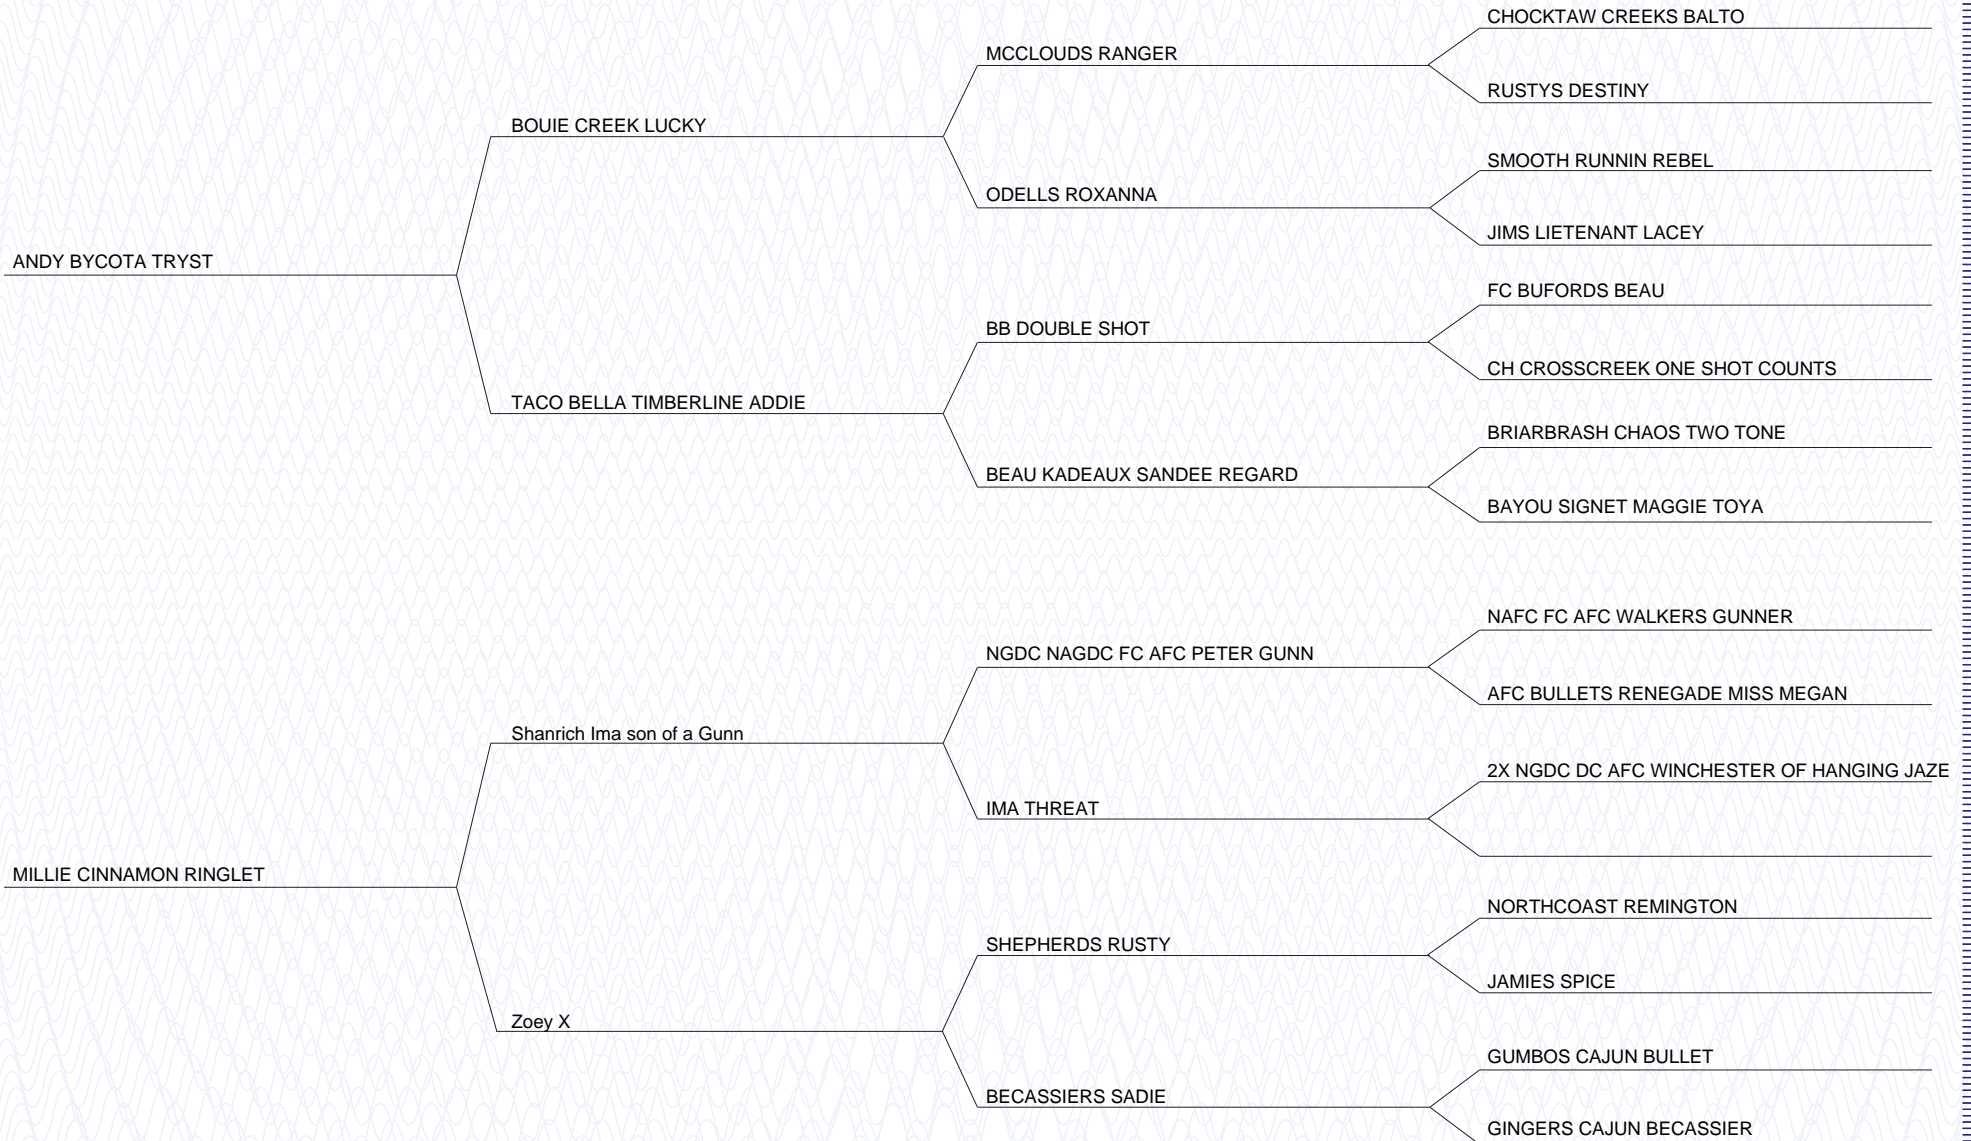 CHOCKTAW CREEKS BALTO
MCCLOUDS RANGER
RUSTYS DESTINY
BOUIE CREEK LUCKY
SMOOTH RUNNIN REBEL
ODELLS ROXANNA
JIMS LIETENANT LACEY
ANDY BYCOTA TRYST
FC BUFORDS BEAU
BB DOUBLE SHOT
CH CROSSCREEK ONE SHOT COUNTS
TACO BELLA TIMBERLINE ADDIE
BRIARBRASH CHAOS TWO TONE
BEAU KADEAUX SANDEE REGARD
BAYOU SIGNET MAGGIE TOYA
NAFC FC AFC WALKERS GUNNER
NGDC NAGDC FC AFC PETER GUNN
AFC BULLETS RENEGADE MISS MEGAN
Shanrich Ima son of a Gunn
2X NGDC DC AFC WINCHESTER OF HANGING JAZE
IMA THREAT
MILLIE CINNAMON RINGLET
NORTHCOAST REMINGTON
SHEPHERDS RUSTY
JAMIES SPICE
Zoey X
GUMBOS CAJUN BULLET
BECASSIERS SADIE
GINGERS CAJUN BECASSIER